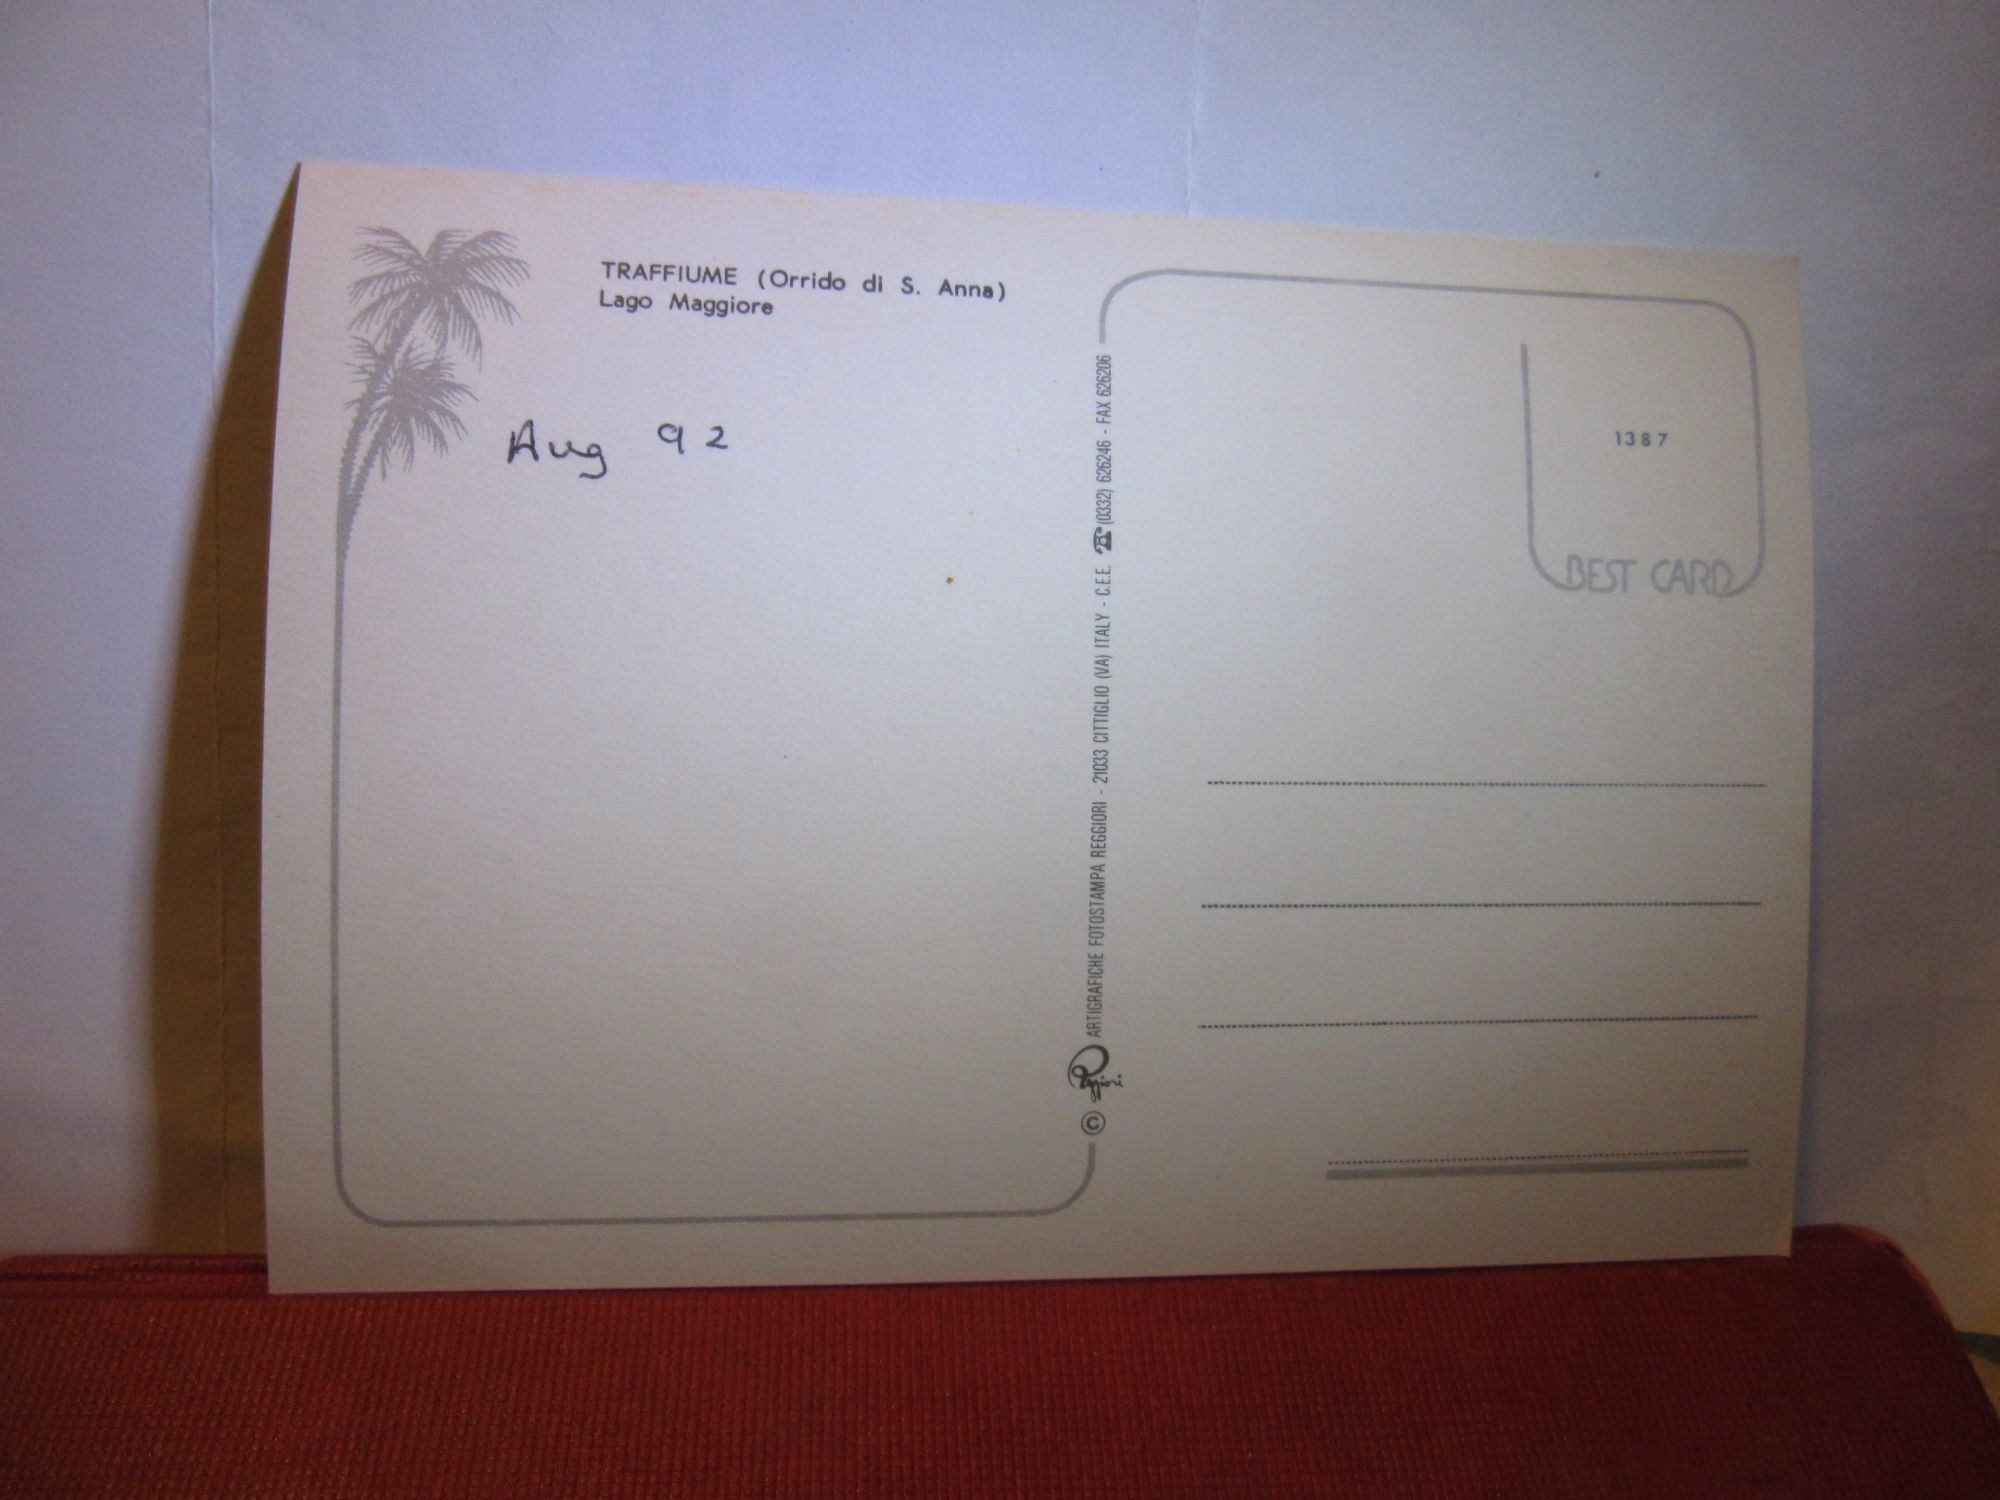 TRAFFIUME (Orrido di S. Anna)
Lago Maggiore
Aug 92
© Reggiori ARTIGRAFICHE FOTOSTAMPA REGGIORI - 21033 CITTIGLIO (VA) ITALY - C.E.E. ☎ (0332) 626246 - FAX 626206
1387
BEST CARD